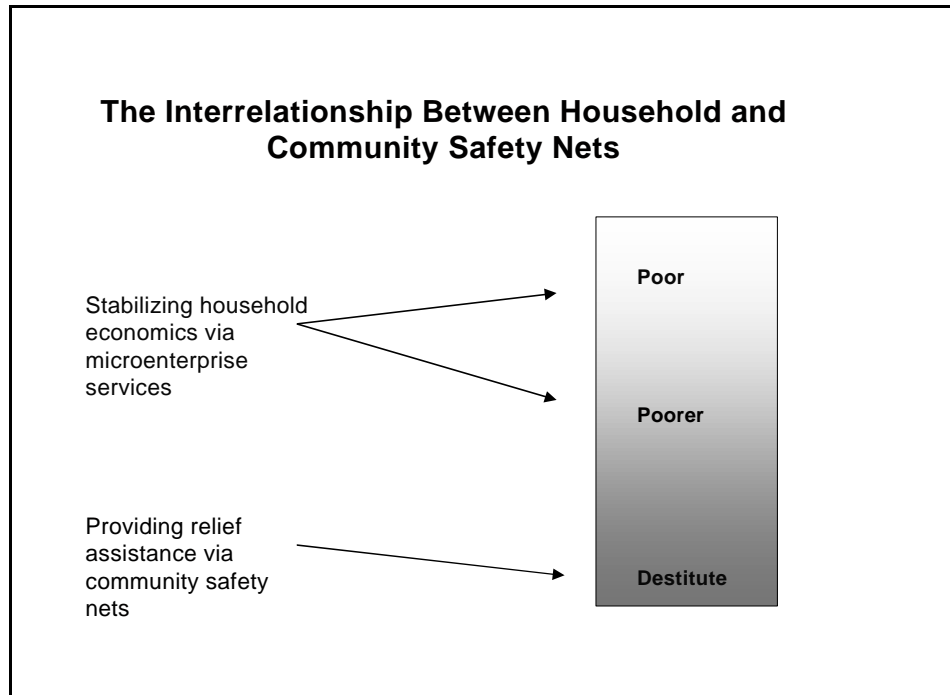 The Interrelationship Between Household and
Community Safety Nets
Stabilizing household
economics via
microenterprise
services
Poor
Poorer
Providing relief
assistance via
community safety
nets
Destitute